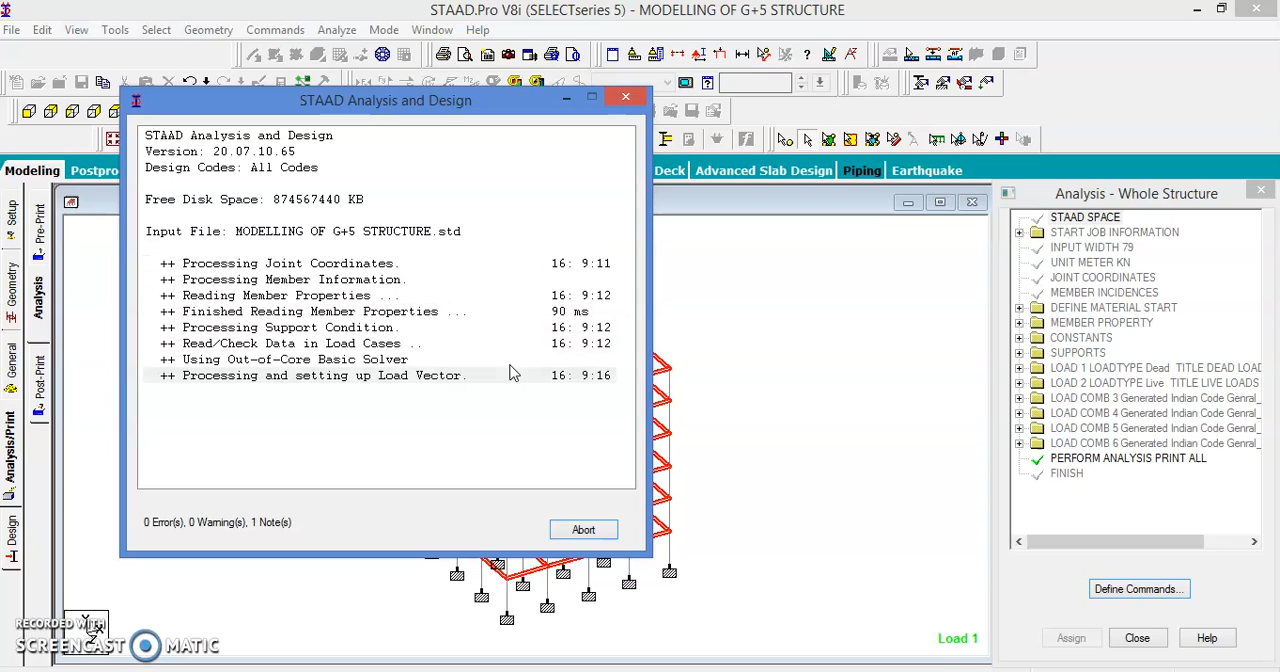 STAAD.Pro V8i (SELECTseries 5) - MODELLING OF G+5 STRUCTURE
File Edit View Tools Select Geometry Commands Analyze Mode Window Help
STAAD Analysis and Design
Modeling Postpro Deck Advanced Slab Design Piping Earthquake
STAAD Analysis and Design
Version: 20.07.10.65
Design Codes: All Codes
Free Disk Space: 874567440 KB
Input File: MODELLING OF G+5 STRUCTURE.std
++ Processing Joint Coordinates. 16: 9:11
++ Processing Member Information.
++ Reading Member Properties ... 16: 9:12
++ Finished Reading Member Properties ... 90 ms
++ Processing Support Condition. 16: 9:12
++ Read/Check Data in Load Cases .. 16: 9:12
++ Using Out-of-Core Basic Solver
++ Processing and setting up Load Vector. 16: 9:16
0 Error(s), 0 Warning(s), 1 Note(s)
Abort
Setup
Geometry
General
Analysis/Print
Design
Pre-Print
Analysis
Post-Print
Analysis - Whole Structure
STAAD SPACE
START JOB INFORMATION
INPUT WIDTH 79
UNIT METER KN
JOINT COORDINATES
MEMBER INCIDENCES
DEFINE MATERIAL START
MEMBER PROPERTY
CONSTANTS
SUPPORTS
LOAD 1 LOADTYPE Dead TITLE DEAD LOAD
LOAD 2 LOADTYPE Live TITLE LIVE LOADS
LOAD COMB 3 Generated Indian Code Genral_
LOAD COMB 4 Generated Indian Code Genral_
LOAD COMB 5 Generated Indian Code Genral_
LOAD COMB 6 Generated Indian Code Genral_
PERFORM ANALYSIS PRINT ALL
FINISH
Define Commands...
Assign Close Help
Load 1
RECORDED WITH
SCREENCAST MATIC